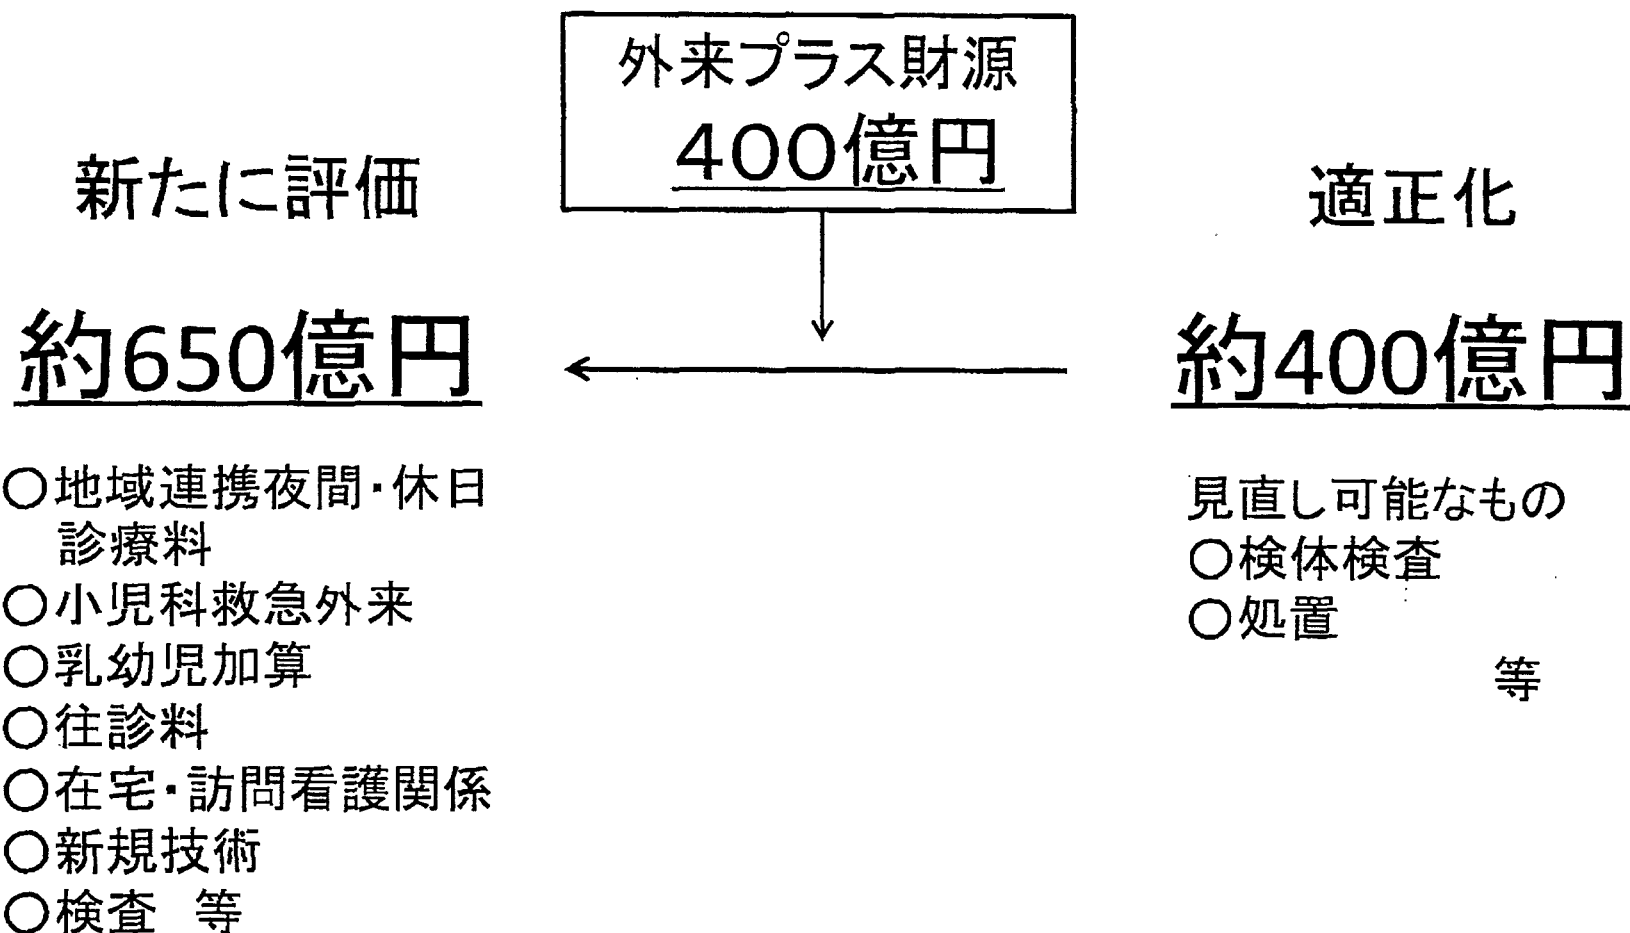 外来プラス財源
400億円
新たに評価
適正化
約650億円
約400億円
○地域連携夜間・休日
診療料
○小児科救急外来
○乳幼児加算
○往診料
○在宅・訪問看護関係
○新規技術
○検査 等
見直し可能なもの
○検体検査
○処置
等